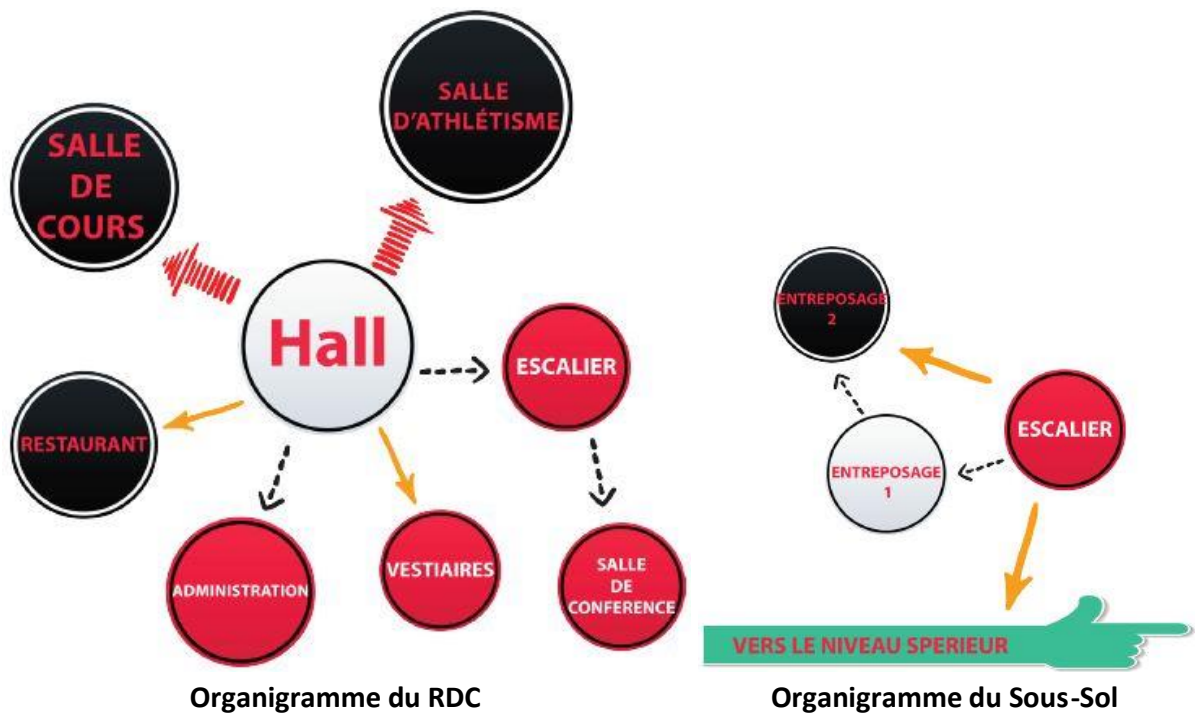 SALLE
D'ATHLÉTISME
SALLE
DE
COURS
Hall
ESCALIER
RESTAURANT
ADMINISTRATION
VESTIAIRES
SALLE
DE
CONFERENCE
Organigramme du RDC
ENTREPOSAGE
2
ESCALIER
ENTREPOSAGE
1
VERS LE NIVEAU SPERIEUR
Organigramme du Sous-Sol